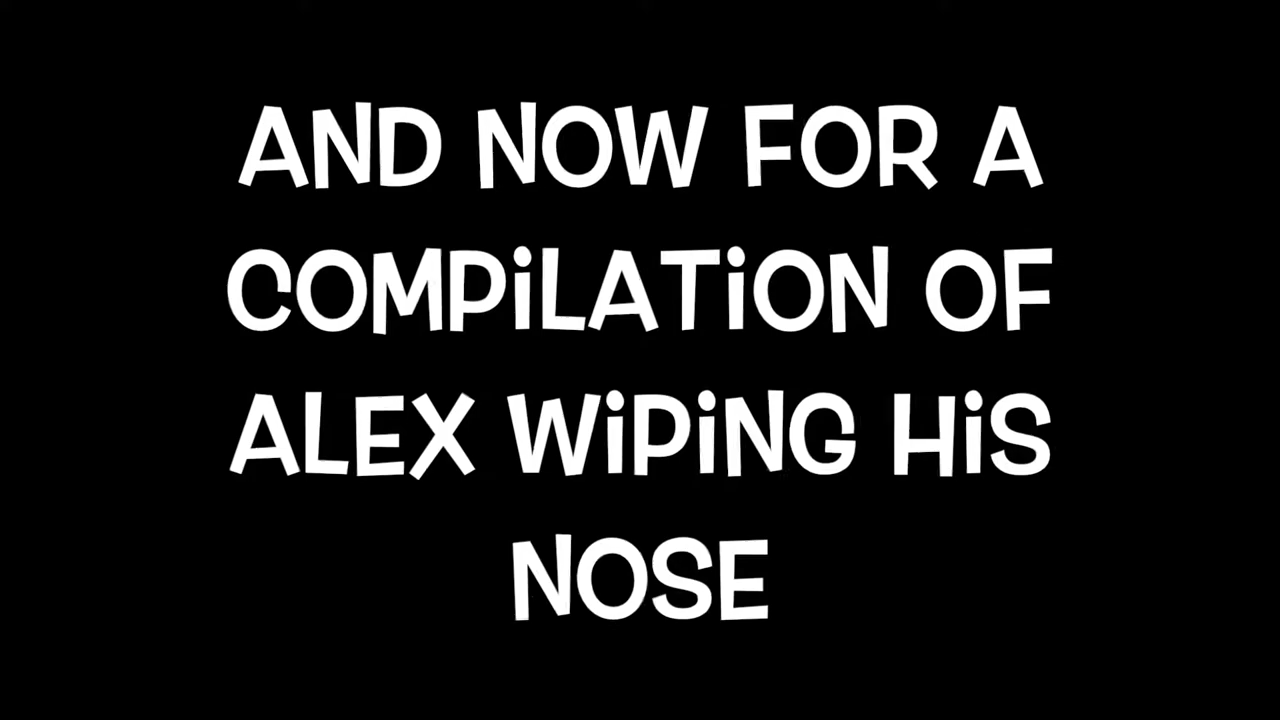 AND NOW FOR A
COMPiLATiON OF
ALEX WiPiNG HiS
NOSE